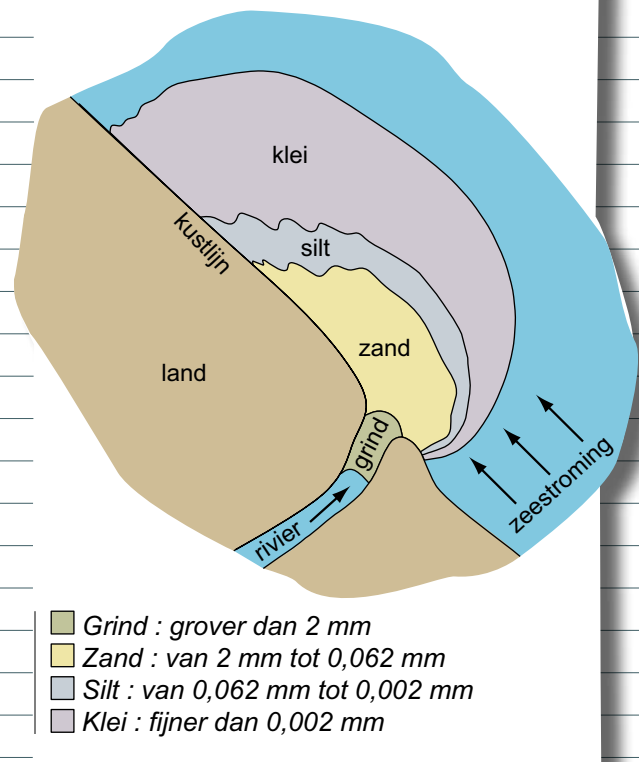 klei
kustlijn
silt
zand
land
grind
zeestroming
rivier
Grind : grover dan 2 mm
Zand : van 2 mm tot 0,062 mm
Silt : van 0,062 mm tot 0,002 mm
Klei : fijner dan 0,002 mm